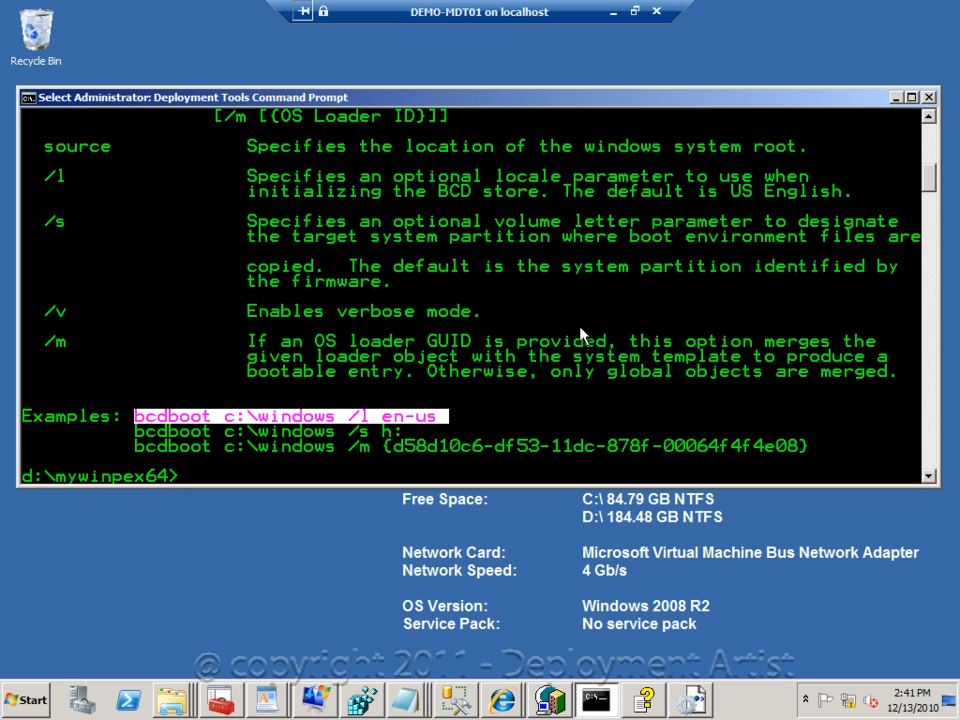 DEMO-MDT01 on localhost
Recycle Bin
Select Administrator: Deployment Tools Command Prompt
[/m [{OS Loader ID}]]
source Specifies the location of the windows system root.
/l Specifies an optional locale parameter to use when
initializing the BCD store. The default is US English.
/s Specifies an optional volume letter parameter to designate
the target system partition where boot environment files are
copied. The default is the system partition identified by
the firmware.
/v Enables verbose mode.
/m If an OS loader GUID is provided, this option merges the
given loader object with the system template to produce a
bootable entry. Otherwise, only global objects are merged.
Examples: bcdboot c:\windows /l en-us
bcdboot c:\windows /s h:
bcdboot c:\windows /m {d58d10c6-df53-11dc-878f-00064f4f4e08}
d:\mywinpex64>
Free Space: C:\ 84.79 GB NTFS
D:\ 184.48 GB NTFS
Network Card: Microsoft Virtual Machine Bus Network Adapter
Network Speed: 4 Gb/s
OS Version: Windows 2008 R2
Service Pack: No service pack
@ copyright 2011 - Deployment Artist
Start
2:41 PM
12/13/2010